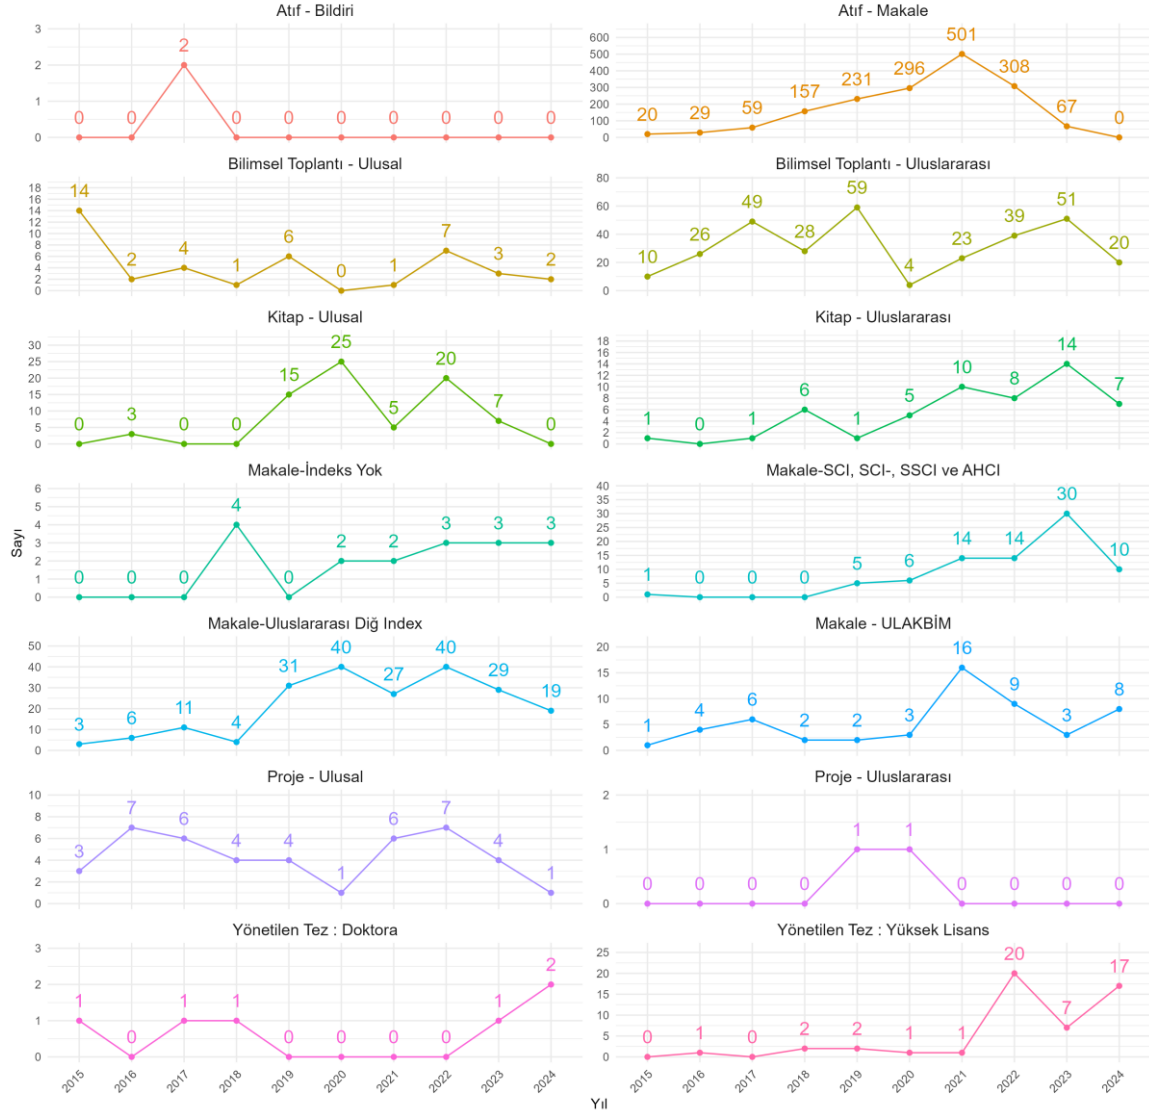 Atıf - Bildiri
3
2
1
0
0 0 2 0 0 0 0 0 0 0
Atıf - Makale
600
500
400
300
200
100
0
20 29 59 157 231 296 501 308 67 0
Bilimsel Toplantı - Ulusal
18
16
14
12
10
8
6
4
2
0
14 2 4 1 6 0 1 7 3 2
Bilimsel Toplantı - Uluslararası
80
60
40
20
0
10 26 49 28 59 4 23 39 51 20
Kitap - Ulusal
30
25
20
15
10
5
0
0 3 0 0 15 25 5 20 7 0
Kitap - Uluslararası
18
16
14
12
10
8
6
4
2
0
1 0 1 6 1 5 10 8 14 7
Makale-İndeks Yok
6
5
4
3
2
1
0
0 0 0 4 0 2 2 3 3 3
Makale-SCI, SCI-, SSCI ve AHCI
40
35
30
25
20
15
10
5
0
1 0 0 0 5 6 14 14 30 10
Makale-Uluslararası Diğ Index
50
40
30
20
10
0
3 6 11 4 31 40 27 40 29 19
Makale - ULAKBİM
20
15
10
5
0
1 4 6 2 2 3 16 9 3 8
Proje - Ulusal
10
8
6
4
2
0
3 7 6 4 4 1 6 7 4 1
Proje - Uluslararası
2
1
0
0 0 0 0 1 1 0 0 0 0
Yönetilen Tez : Doktora
3
2
1
0
1 0 1 1 0 0 0 0 1 2
2015 2016 2017 2018 2019 2020 2021 2022 2023 2024
Yönetilen Tez : Yüksek Lisans
25
20
15
10
5
0
0 1 0 2 2 1 1 20 7 17
2015 2016 2017 2018 2019 2020 2021 2022 2023 2024
Sayı
Yıl